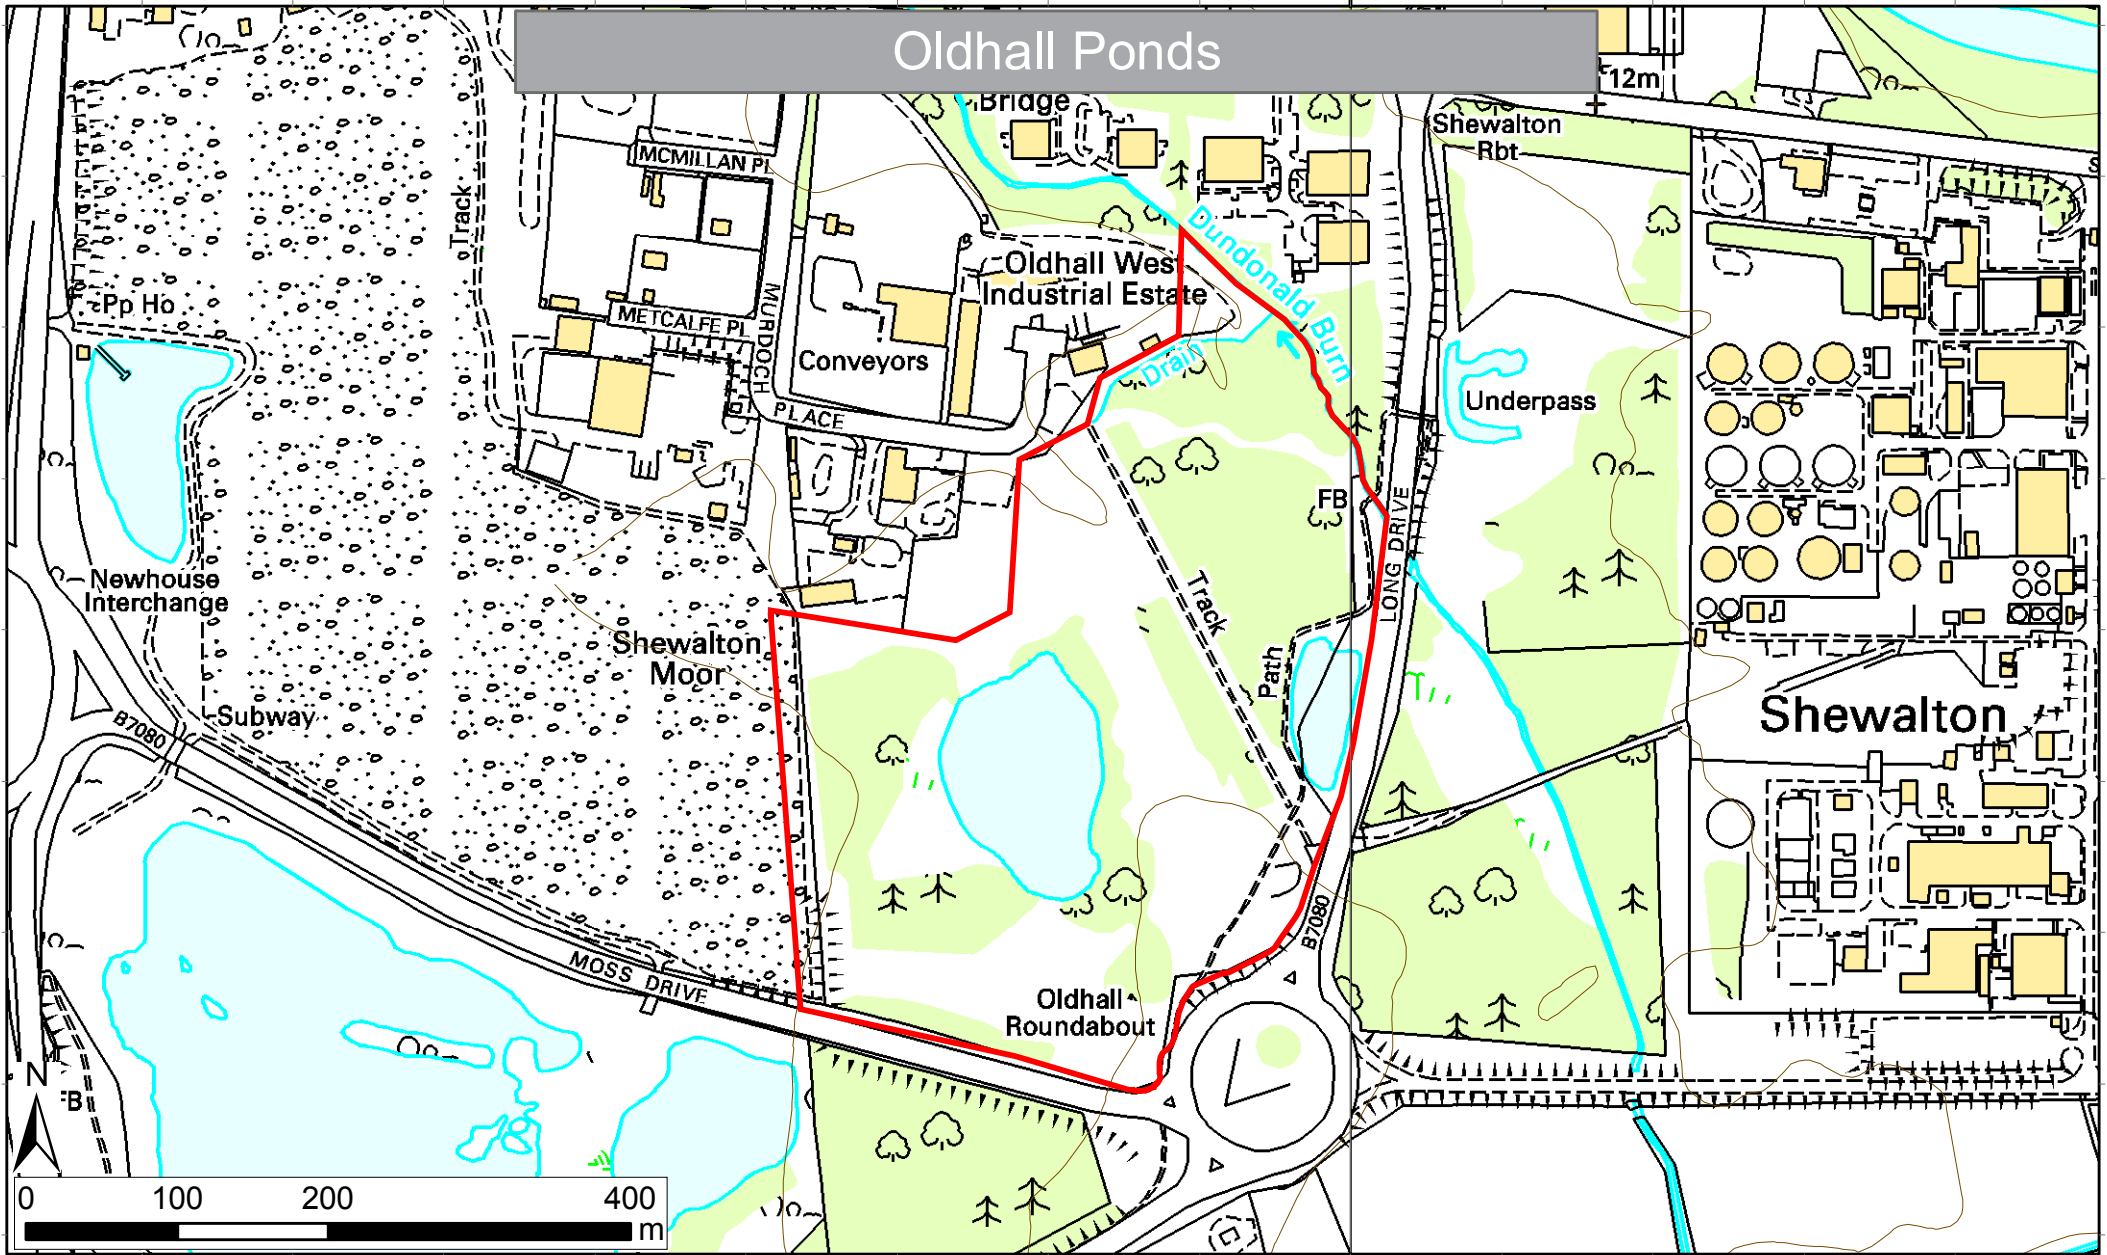 Oldhall Ponds
Bridge
12m
Shewalton
Rbt
MCMILLAN PL
Track
Dundonald Burn
Oldhall West
Industrial Estate
Pp Ho
METCALFE PL
MURDOCH
PLACE
Conveyors
Drain
Underpass
FB
LONG DRIVE
Newhouse
Interchange
Track
Shewalton
Moor
Path
Subway
B7080
Shewalton
B7080
MOSS DRIVE
Oldhall
Roundabout
N
FB
0 100 200 400
m